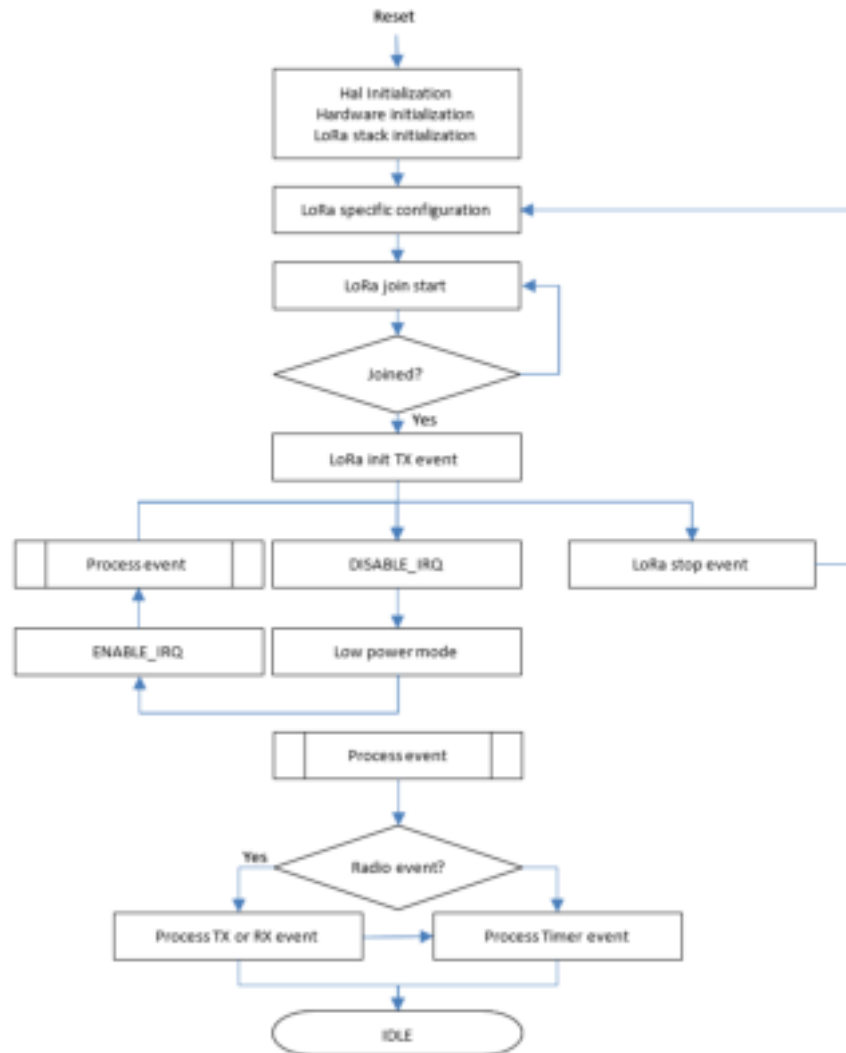 Reset
Hal Initialization
Hardware initialization
LoRa stack initialization
LoRa specific configuration
LoRa join start
Joined?
Yes
LoRa init TX event
Process event
DISABLE_IRQ
LoRa stop event
ENABLE_IRQ
Low power mode
Process event
Yes
Radio event?
Process TX or RX event
Process Timer event
IDLE